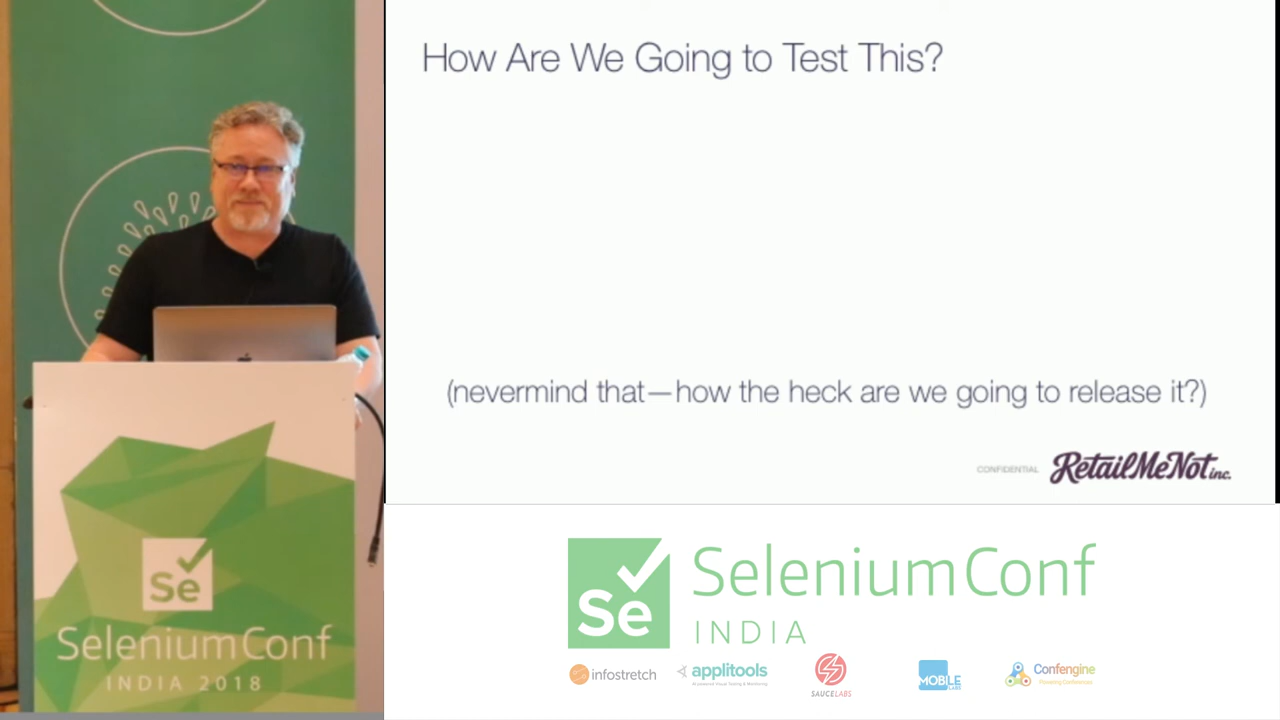 How Are We Going to Test This?
(nevermind that—how the heck are we going to release it?)
CONFIDENTIAL RetailMeNot inc.
Se
SeleniumConf
INDIA 2018
Se
SeleniumConf
INDIA
infostretch
applitools
SAUCELABS
MOBILE LABS
Confengine